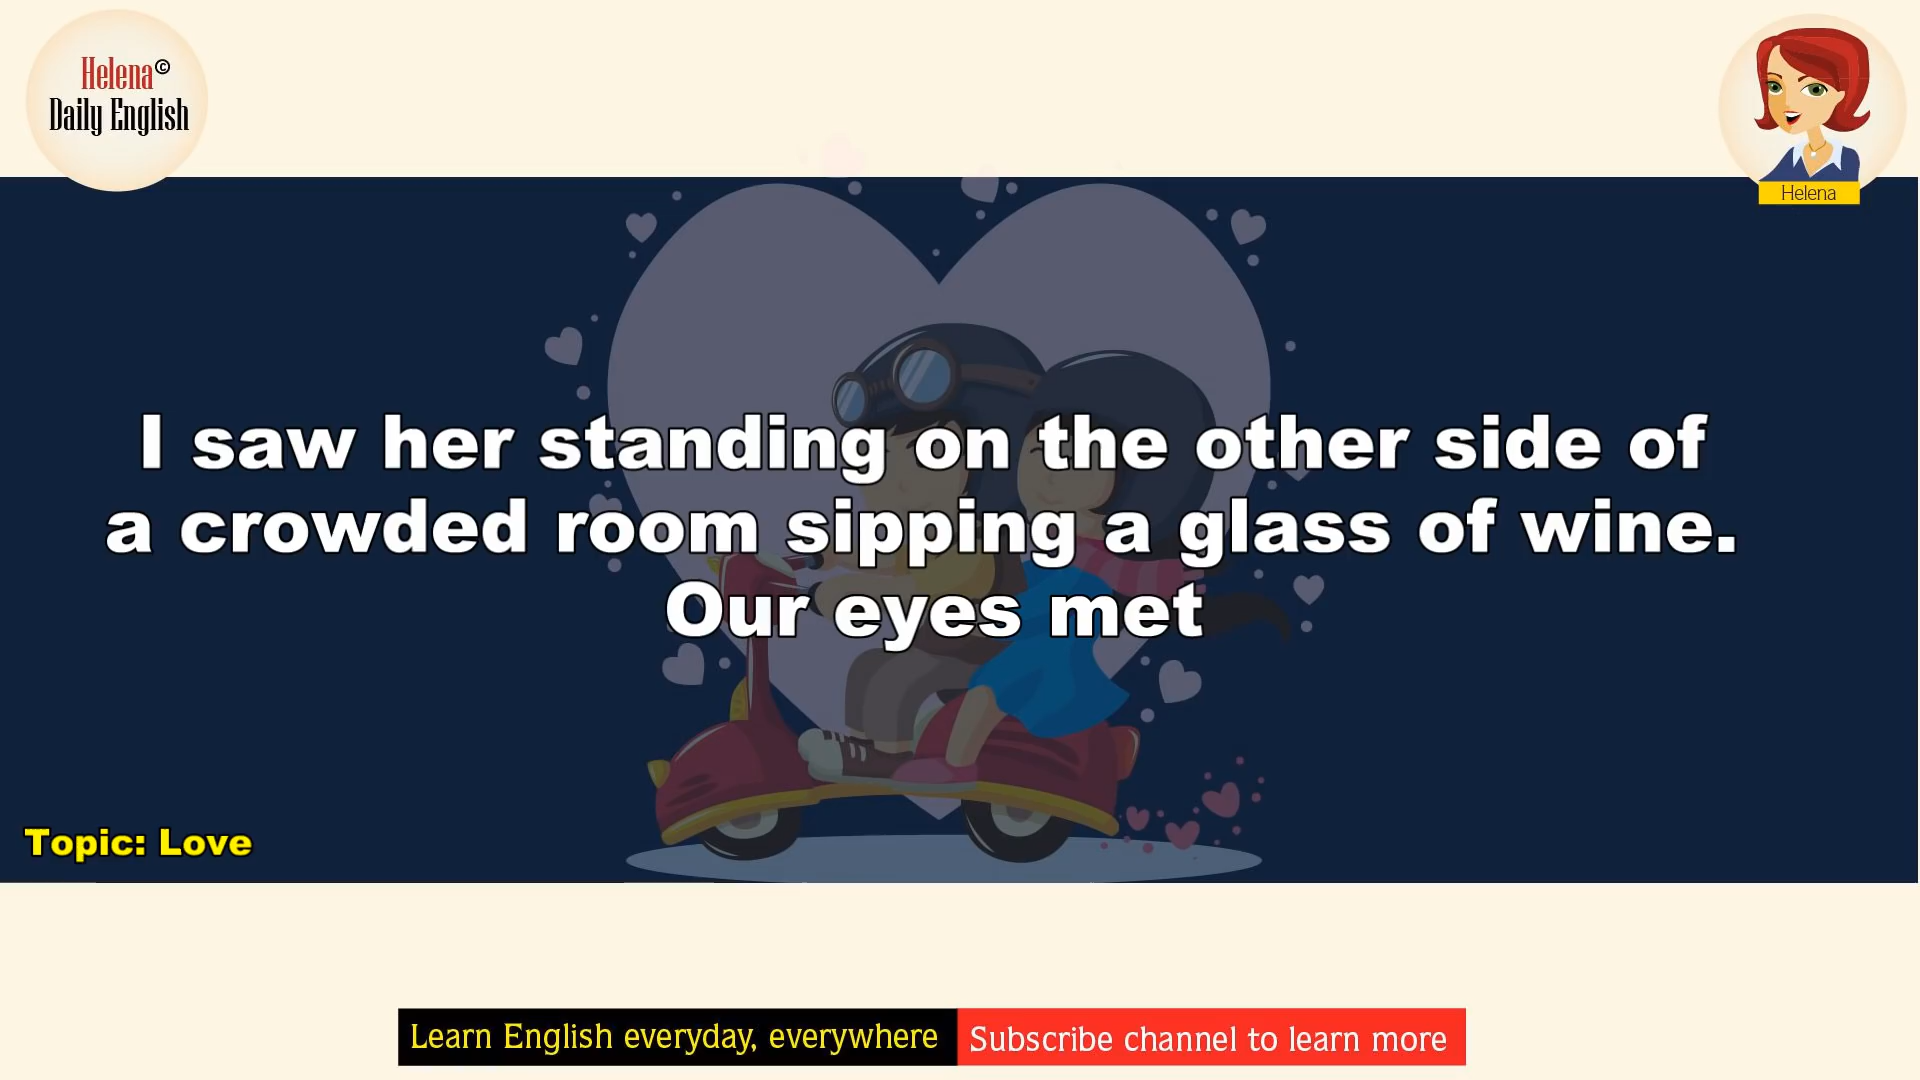 Helena©
Daily English
Helena
I saw her standing on the other side of
a crowded room sipping a glass of wine.
Our eyes met
Topic: Love
Learn English everyday, everywhere
Subscribe channel to learn more